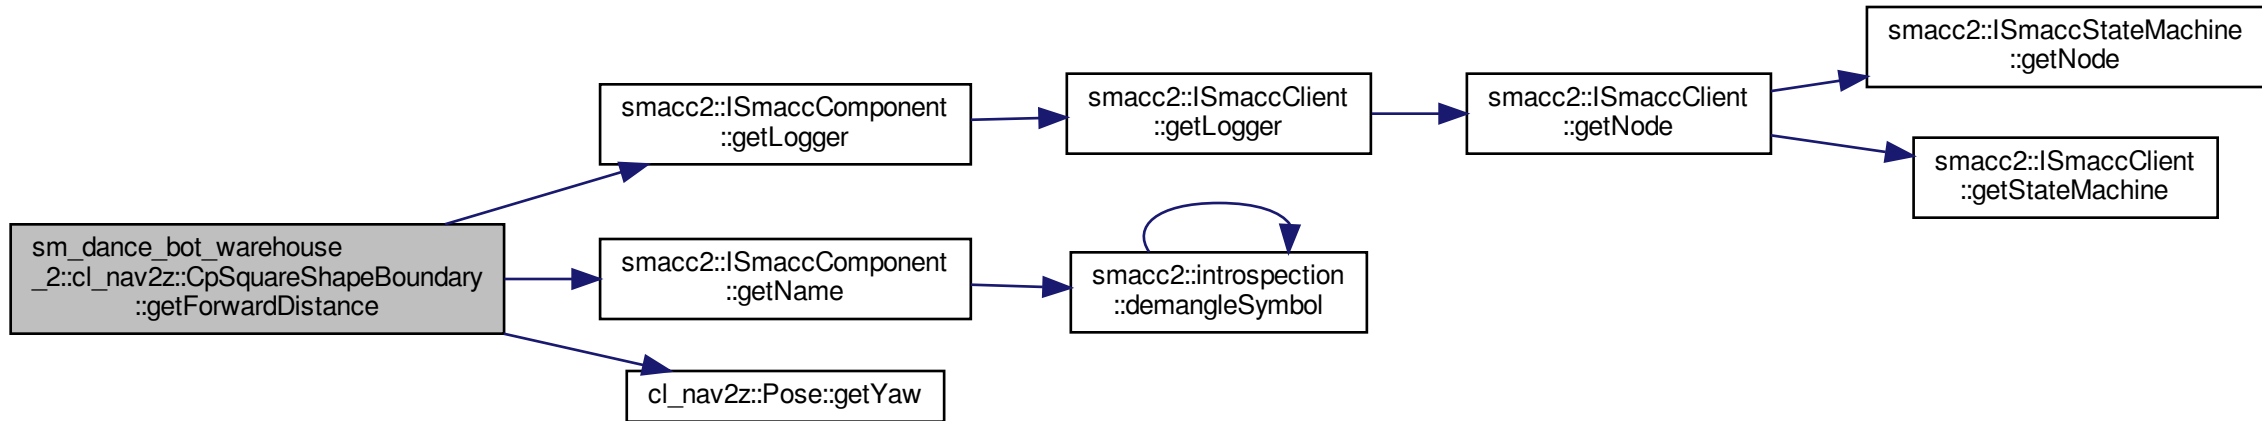 sm_dance_bot_warehouse
_2::cl_nav2z::CpSquareShapeBoundary
::getForwardDistance
smacc2::ISmaccComponent
::getLogger
smacc2::ISmaccClient
::getLogger
smacc2::ISmaccClient
::getNode
smacc2::ISmaccStateMachine
::getNode
smacc2::ISmaccClient
::getStateMachine
smacc2::ISmaccComponent
::getName
smacc2::introspection
::demangleSymbol
cl_nav2z::Pose::getYaw